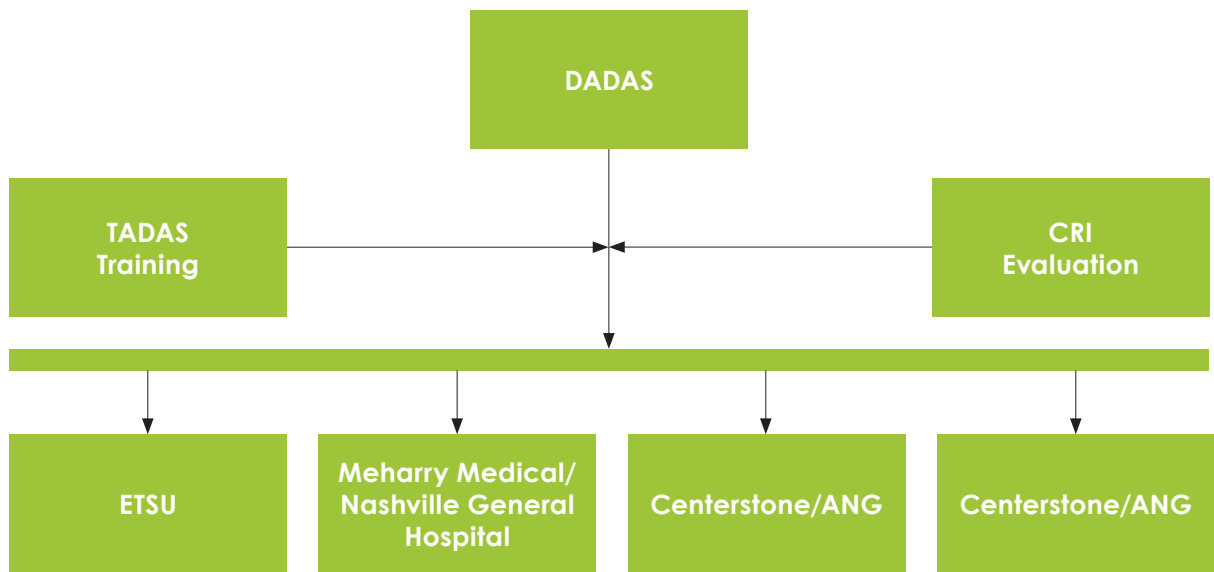 DADAS
TADAS
Training
CRI
Evaluation
ETSU
Meharry Medical/
Nashville General
Hospital
Centerstone/ANG
Centerstone/ANG